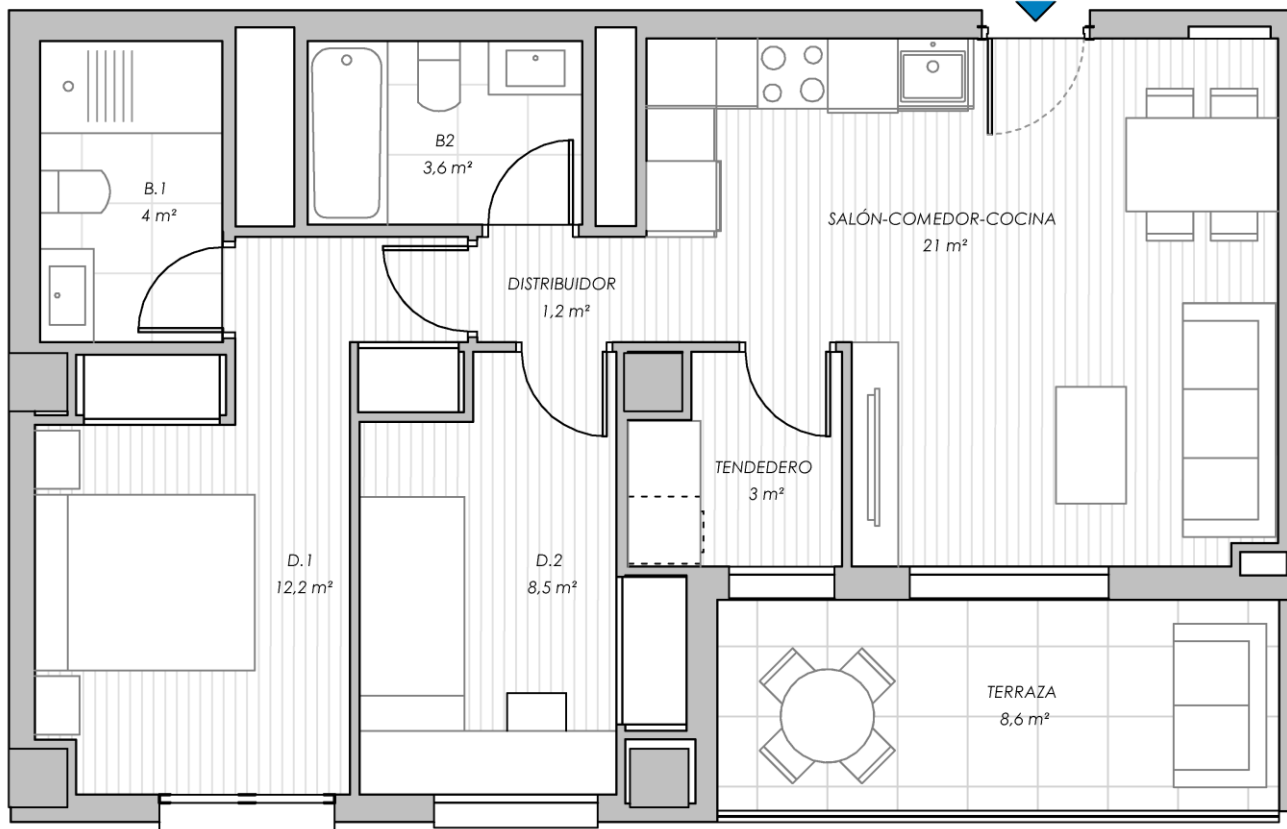 B2
3,6 m²
B.1
4 m²
SALÓN-COMEDOR-COCINA
21 m²
DISTRIBUIDOR
1,2 m²
TENDEDERO
3 m²
D.1
12,2 m²
D.2
8,5 m²
TERRAZA
8,6 m²